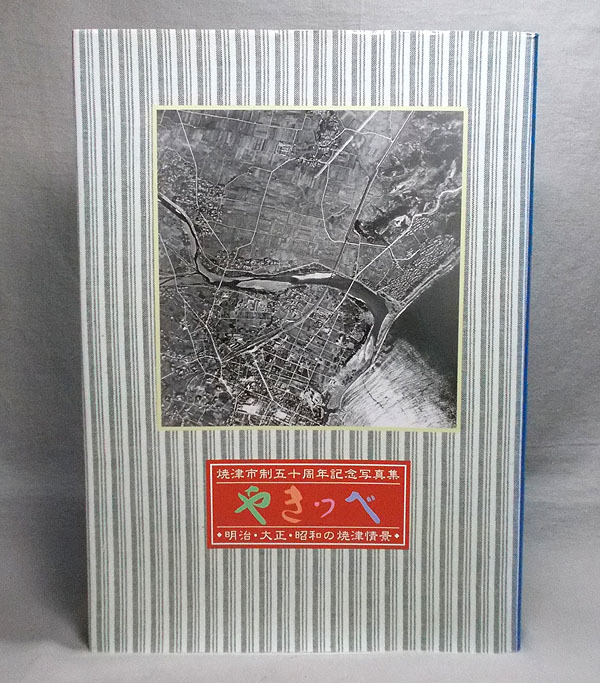 焼津市制五十周年記念写真集
やきつべ
◆明治・大正・昭和の焼津情景◆